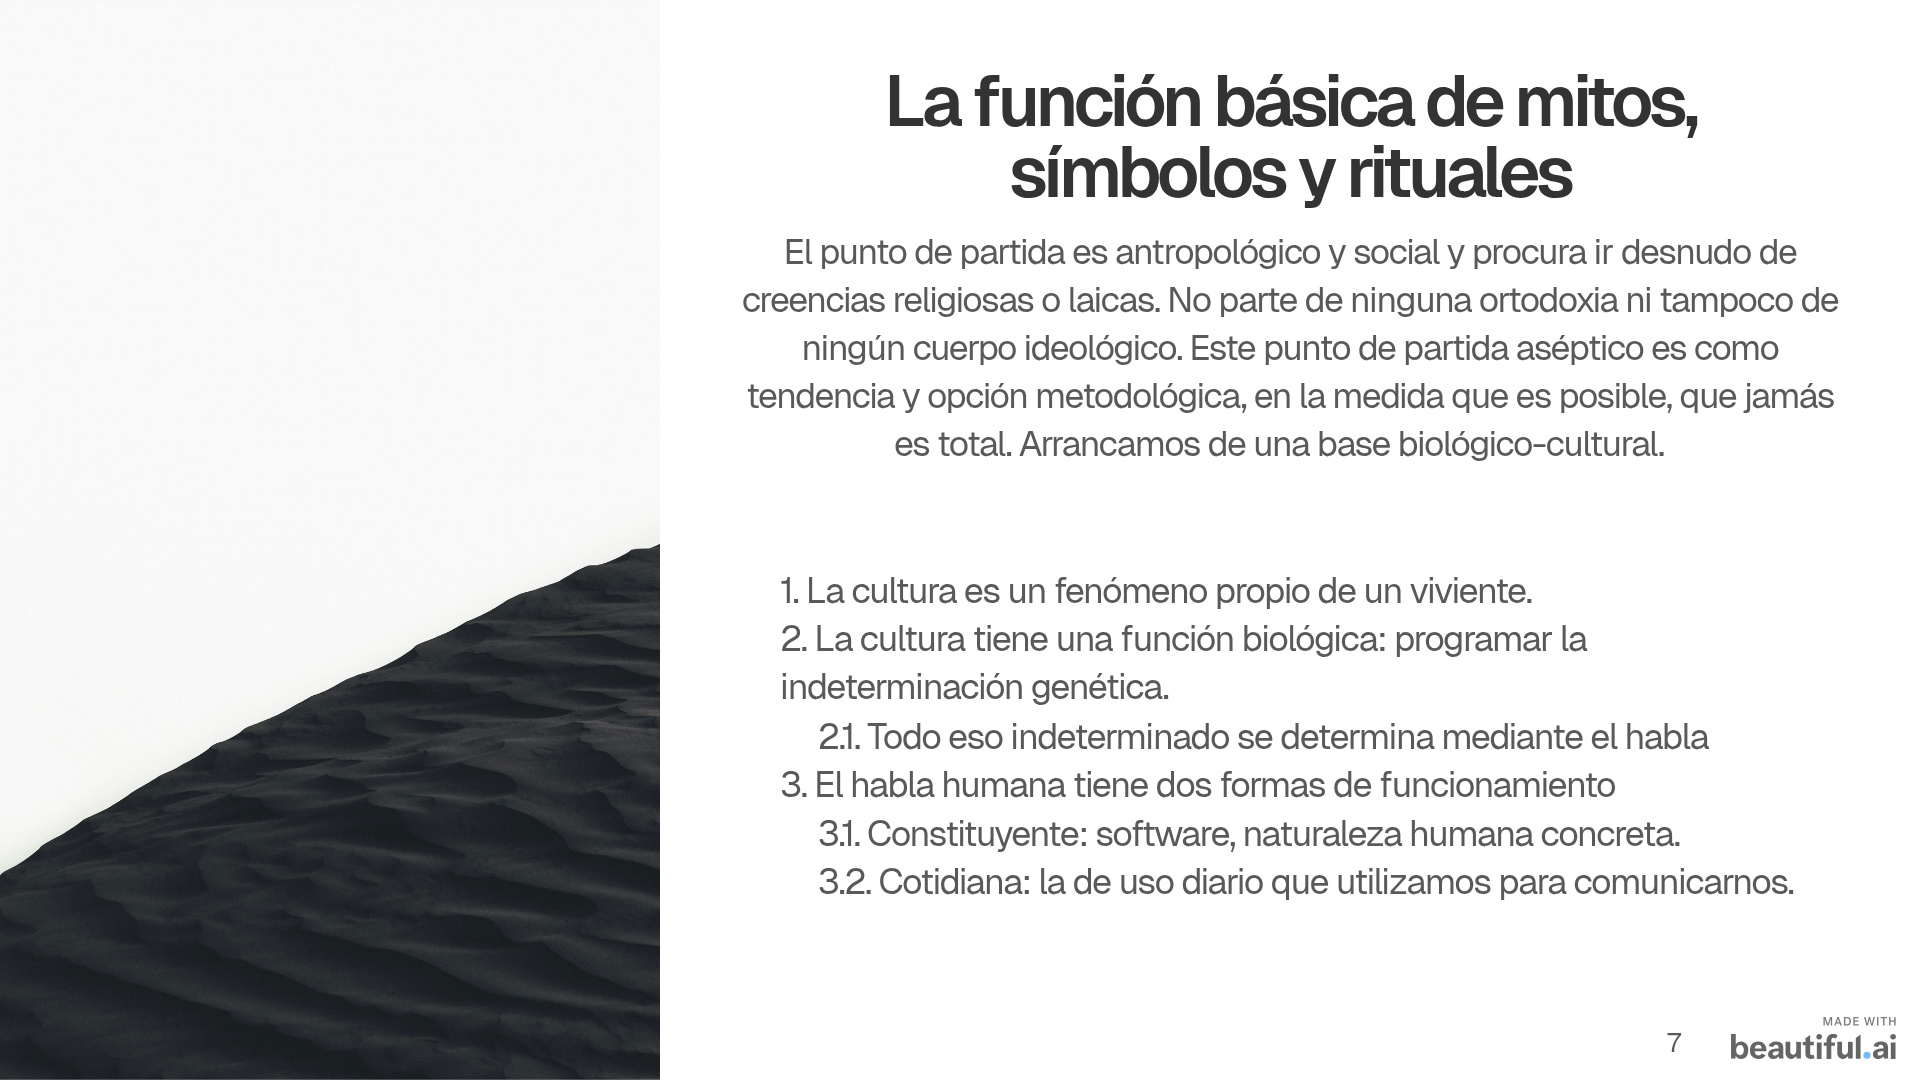 La función básica de mitos,
símbolos y rituales
El punto de partida es antropológico y social y procura ir desnudo de
creencias religiosas o laicas. No parte de ninguna ortodoxia ni tampoco de
ningún cuerpo ideológico. Este punto de partida aséptico es como
tendencia y opción metodológica, en la medida que es posible, que jamás
es total. Arrancamos de una base biológico-cultural.
1. La cultura es un fenómeno propio de un viviente.
2. La cultura tiene una función biológica: programar la
indeterminación genética.
2.1. Todo eso indeterminado se determina mediante el habla
3. El habla humana tiene dos formas de funcionamiento
3.1. Constituyente: software, naturaleza humana concreta.
3.2. Cotidiana: la de uso diario que utilizamos para comunicarnos.
7
MADE WITH
beautiful.ai